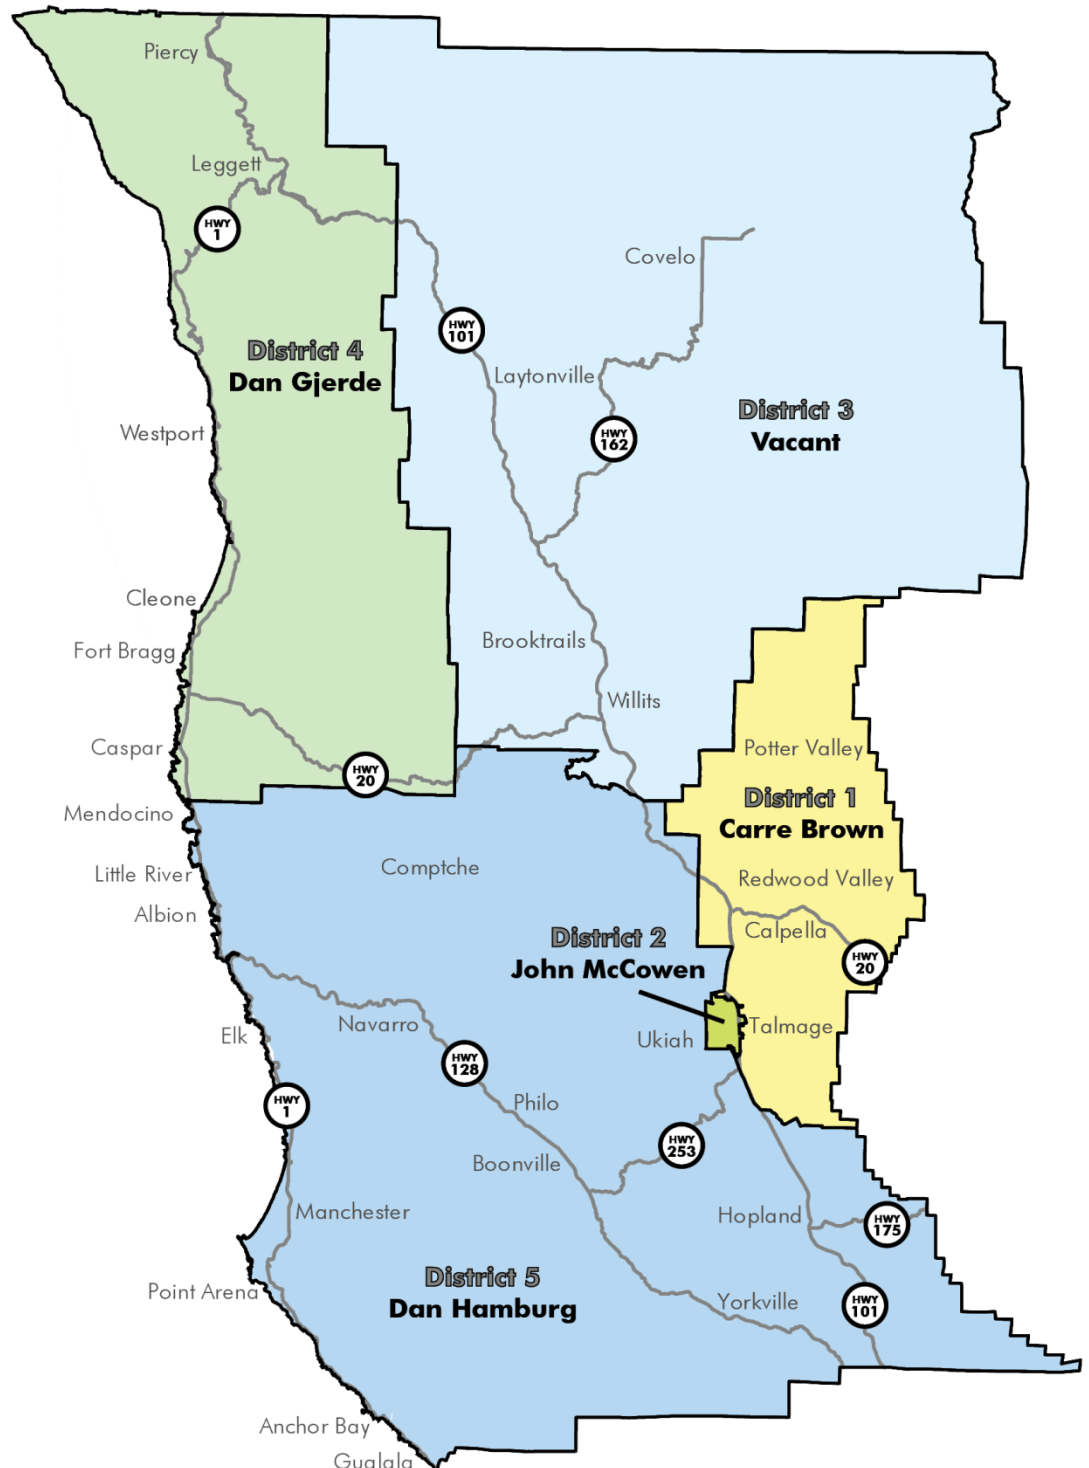 Piercy
Leggett
HWY
1
Covelo
HWY
101
District 4
Dan Gjerde
Laytonville
District 3
Vacant
Westport
HWY
162
Cleone
Fort Bragg
Brooktrails
Willits
Caspar
Potter Valley
HWY
20
District 1
Carre Brown
Mendocino
Comptche
Little River
Redwood Valley
Albion
Calpella
District 2
John McCowen
HWY
20
Elk
Navarro
Ukiah
Talmage
HWY
128
HWY
1
Philo
HWY
253
Boonville
Manchester
Hopland
HWY
175
District 5
Dan Hamburg
Point Arena
Yorkville
HWY
101
Anchor Bay
Gualala